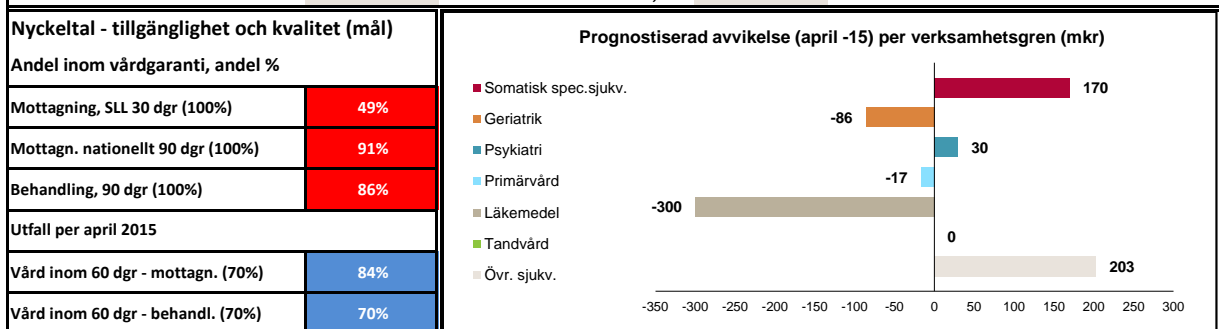 Nyckeltal - tillgänglighet och kvalitet (mål)
Andel inom vårdgaranti, andel %
Mottagning, SLL 30 dgr (100%) 49%
Mottagn. nationellt 90 dgr (100%) 91%
Behandling, 90 dgr (100%) 86%
Utfall per april 2015
Vård inom 60 dgr - mottagn. (70%) 84%
Vård inom 60 dgr - behandl. (70%) 70%
Prognostiserad avvikelse (april -15) per verksamhetsgren (mkr)
Somatisk spec.sjukv. 170
Geriatrik -86
Psykiatri 30
Primärvård -17
Läkemedel -300
Tandvård 0
Övr. sjukv. 203
-350 -300 -250 -200 -150 -100 -50 0 50 100 150 200 250 300